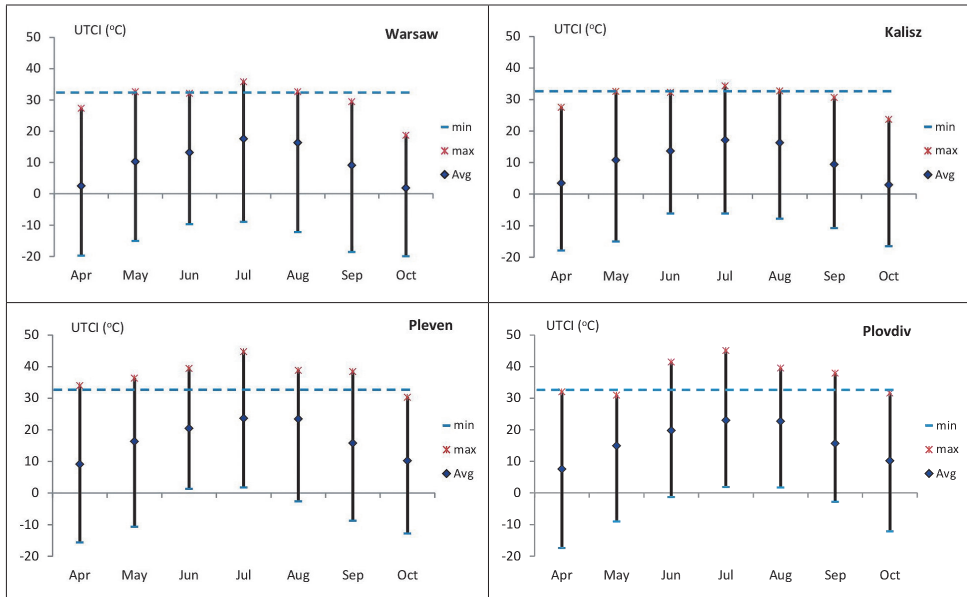 UTCI (°C)
Warsaw
50
40
30
20
10
0
-10
-20
Apr May Jun Jul Aug Sep Oct
min
max
Avg
UTCI (°C)
Kalisz
50
40
30
20
10
0
-10
-20
Apr May Jun Jul Aug Sep Oct
min
max
Avg
UTCI (°C)
Pleven
50
40
30
20
10
0
-10
-20
Apr May Jun Jul Aug Sep Oct
min
max
Avg
UTCI (°C)
Plovdiv
50
40
30
20
10
0
-10
-20
Apr May Jun Jul Aug Sep Oct
min
max
Avg